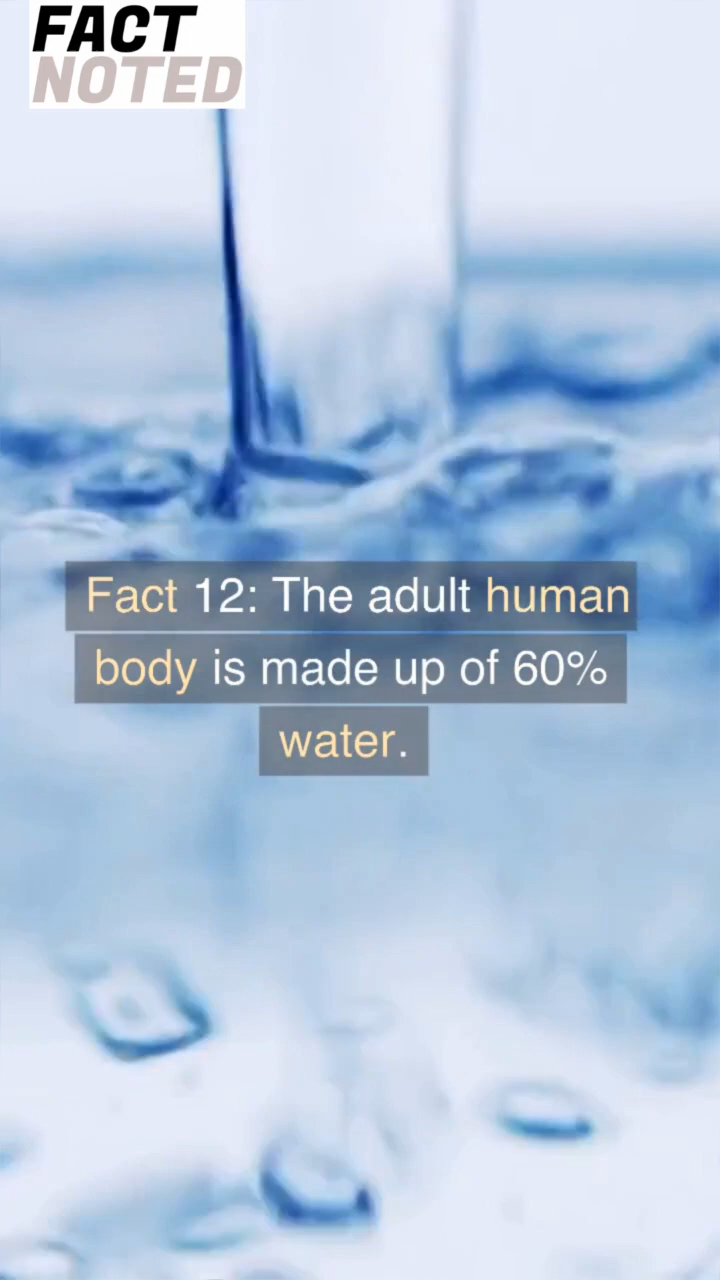 FACT
NOTED
Fact 12: The adult human
body is made up of 60%
water.